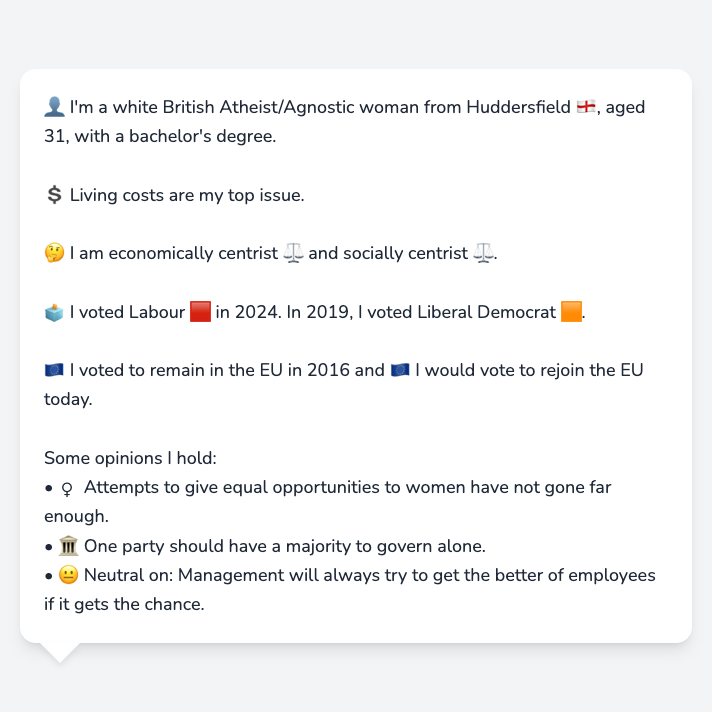 👤 I'm a white British Atheist/Agnostic woman from Huddersfield 🏴󠁧󠁢󠁥󠁮󠁧󠁿, aged
31, with a bachelor's degree.
💲 Living costs are my top issue.
🤔 I am economically centrist ⚖️ and socially centrist ⚖️.
🗳️ I voted Labour 🟥 in 2024. In 2019, I voted Liberal Democrat 🟧.
🇪🇺 I voted to remain in the EU in 2016 and 🇪🇺 I would vote to rejoin the EU
today.
Some opinions I hold:
• ♀️ Attempts to give equal opportunities to women have not gone far
enough.
• 🏛️ One party should have a majority to govern alone.
• 😐 Neutral on: Management will always try to get the better of employees
if it gets the chance.